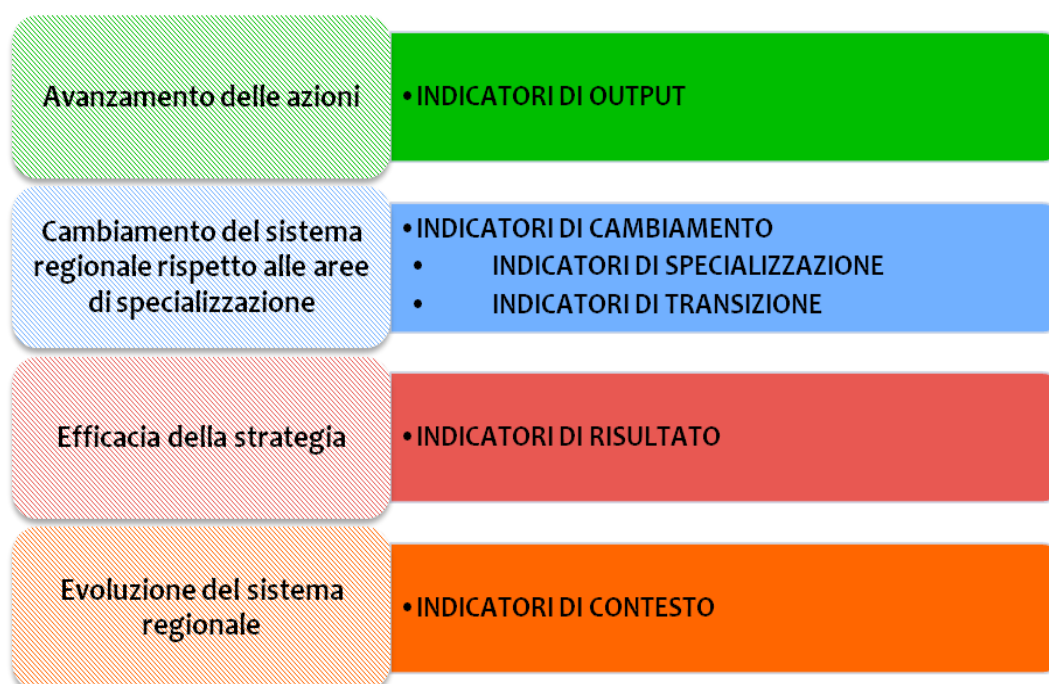 Avanzamento delle azioni
• INDICATORI DI OUTPUT
Cambiamento del sistema
regionale rispetto alle aree
di specializzazione
• INDICATORI DI CAMBIAMENTO
• INDICATORI DI SPECIALIZZAZIONE
• INDICATORI DI TRANSIZIONE
Efficacia della strategia
• INDICATORI DI RISULTATO
Evoluzione del sistema
regionale
• INDICATORI DI CONTESTO